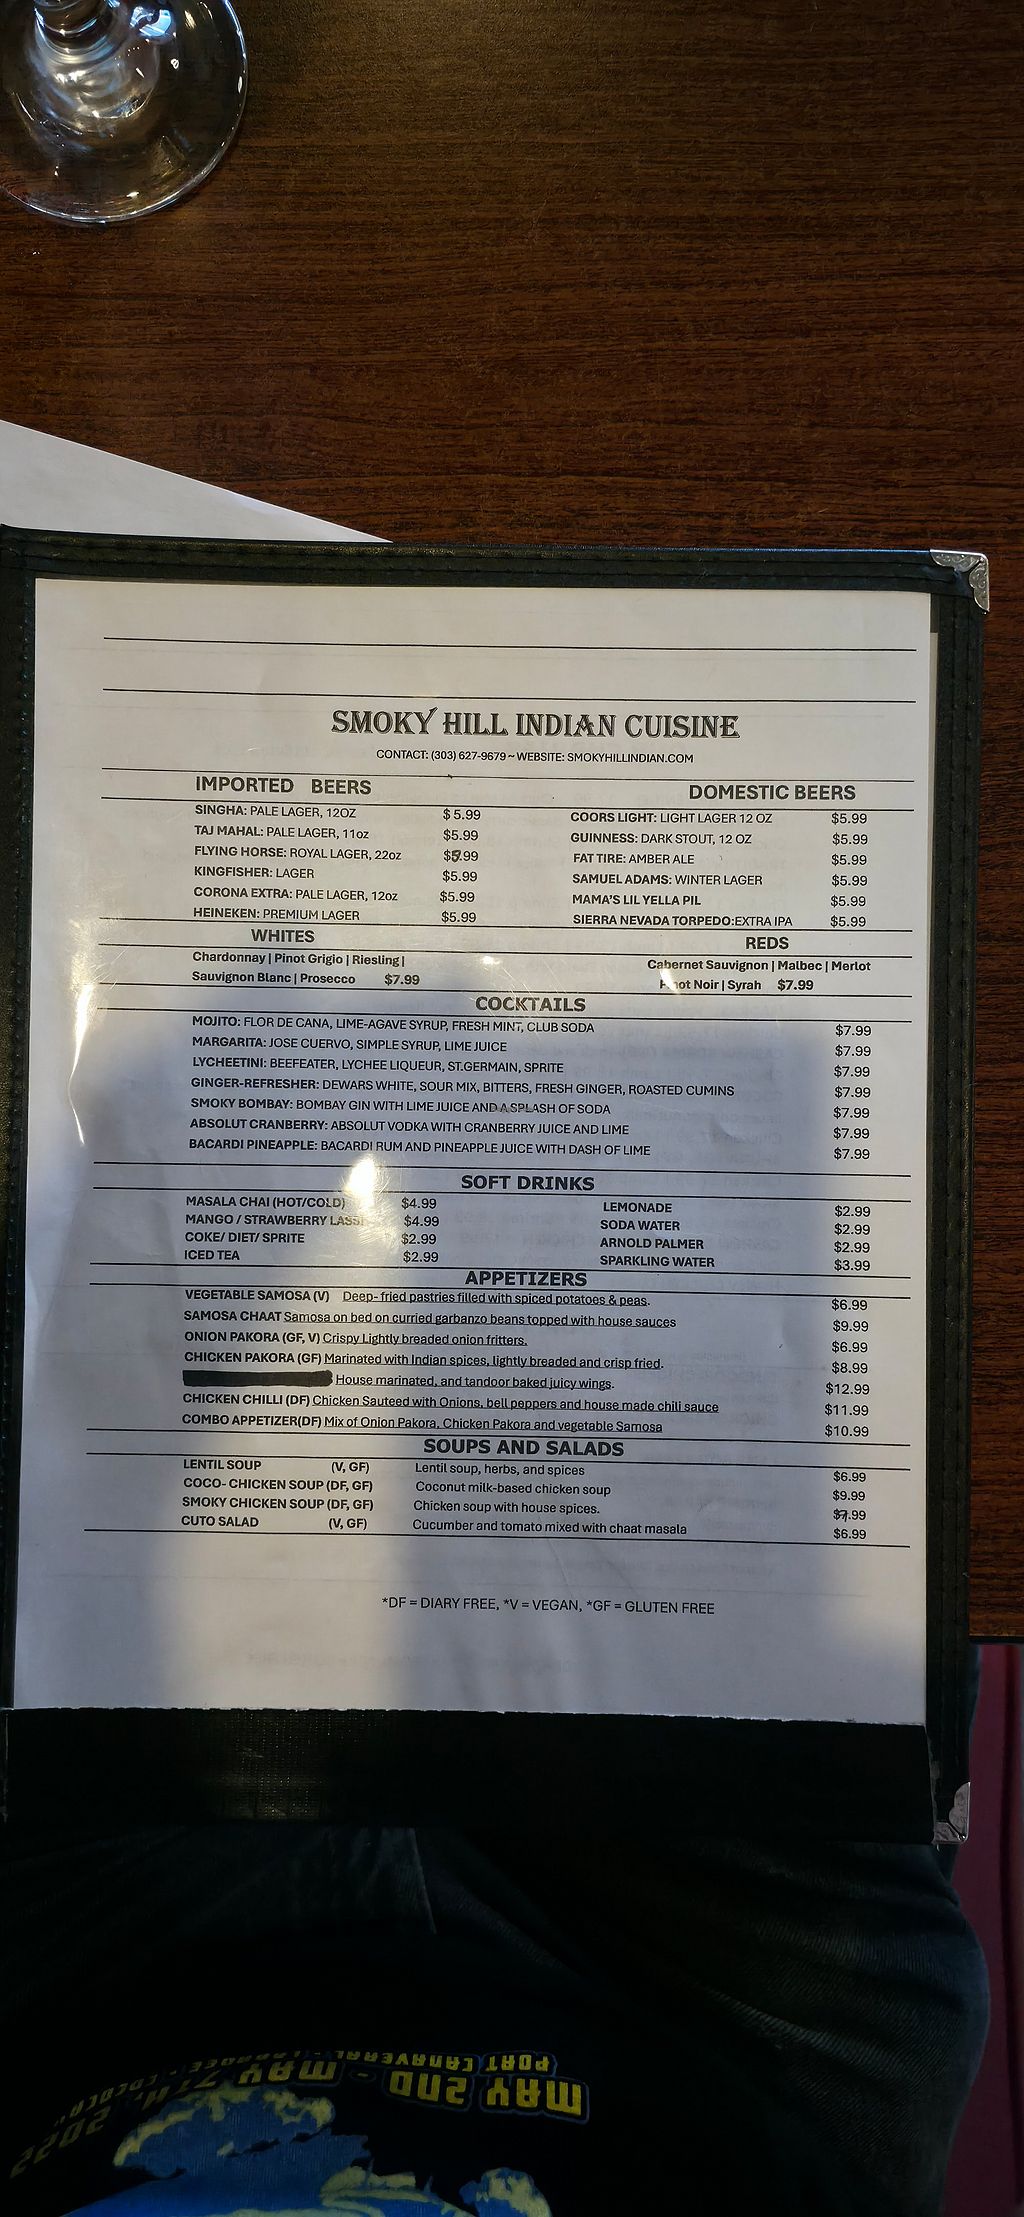 SMOKY HILL INDIAN CUISINE
CONTACT: (303) 627-9679 ~ WEBSITE: SMOKYHILLINDIAN.COM
IMPORTED BEERS
SINGHA: PALE LAGER, 12OZ $ 5.99
TAJ MAHAL: PALE LAGER, 11oz $5.99
FLYING HORSE: ROYAL LAGER, 22oz
KINGFISHER: LAGER $5.99
CORONA EXTRA: PALE LAGER, 12oz $5.99
HEINEKEN: PREMIUM LAGER $5.99
DOMESTIC BEERS
COORS LIGHT: LIGHT LAGER 12 OZ $5.99
GUINNESS: DARK STOUT, 12 OZ $5.99
FAT TIRE: AMBER ALE $5.99
SAMUEL ADAMS: WINTER LAGER $5.99
MAMA'S LIL YELLA PIL $5.99
SIERRA NEVADA TORPEDO:EXTRA IPA $5.99
WHITES
Chardonnay | Pinot Grigio | Riesling |
Sauvignon Blanc | Prosecco $7.99
REDS
Cabernet Sauvignon | Malbec | Merlot
Pinot Noir | Syrah $7.99
COCKTAILS
MOJITO: FLOR DE CANA, LIME-AGAVE SYRUP, FRESH MINT, CLUB SODA $7.99
MARGARITA: JOSE CUERVO, SIMPLE SYRUP, LIME JUICE $7.99
LYCHEETINI: BEEFEATER, LYCHEE LIQUEUR, ST.GERMAIN, SPRITE $7.99
GINGER-REFRESHER: DEWARS WHITE, SOUR MIX, BITTERS, FRESH GINGER, ROASTED CUMINS $7.99
SMOKY BOMBAY: BOMBAY GIN WITH LIME JUICE AND A SPLASH OF SODA $7.99
ABSOLUT CRANBERRY: ABSOLUT VODKA WITH CRANBERRY JUICE AND LIME $7.99
BACARDI PINEAPPLE: BACARDI RUM AND PINEAPPLE JUICE WITH DASH OF LIME $7.99
SOFT DRINKS
MASALA CHAI (HOT/COLD) $4.99
MANGO / STRAWBERRY LASSI $4.99
COKE/ DIET/ SPRITE $2.99
ICED TEA $2.99
LEMONADE $2.99
SODA WATER $2.99
ARNOLD PALMER $2.99
SPARKLING WATER $3.99
APPETIZERS
VEGETABLE SAMOSA (V) Deep- fried pastries filled with spiced potatoes & peas. $6.99
SAMOSA CHAAT Samosa on bed on curried garbanzo beans topped with house sauces $9.99
ONION PAKORA (GF, V) Crispy Lightly breaded onion fritters. $6.99
CHICKEN PAKORA (GF) Marinated with Indian spices, lightly breaded and crisp fried. $8.99
House marinated, and tandoor baked juicy wings. $12.99
CHICKEN CHILLI (DF) Chicken Sauteed with Onions, bell peppers and house made chili sauce $11.99
COMBO APPETIZER(DF) Mix of Onion Pakora, Chicken Pakora and vegetable Samosa $10.99
SOUPS AND SALADS
LENTIL SOUP (V, GF) Lentil soup, herbs, and spices $6.99
COCO- CHICKEN SOUP (DF, GF) Coconut milk-based chicken soup $9.99
SMOKY CHICKEN SOUP (DF, GF) Chicken soup with house spices. $7.99
CUTO SALAD (V, GF) Cucumber and tomato mixed with chaat masala $6.99
*DF = DIARY FREE, *V = VEGAN, *GF = GLUTEN FREE
MAY 2ND - MAY 7TH, 2022
PORT CANAVERAL